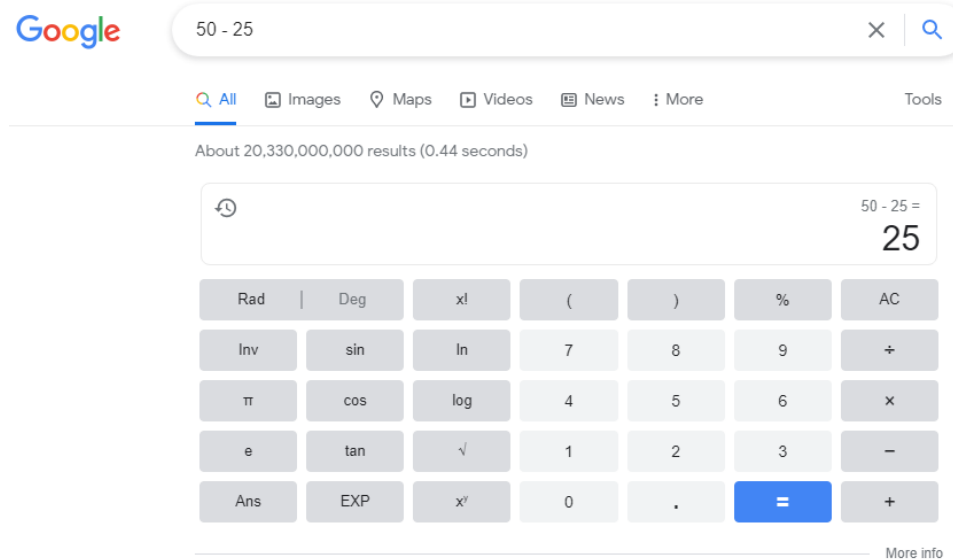 Google 50 - 25
All Images Maps Videos News More Tools
About 20,330,000,000 results (0.44 seconds)
50 - 25 =
25
Rad | Deg x! ( ) % AC
Inv sin ln 7 8 9 ÷
π cos log 4 5 6 ×
e tan √ 1 2 3 −
Ans EXP xʸ 0 . = +
More info